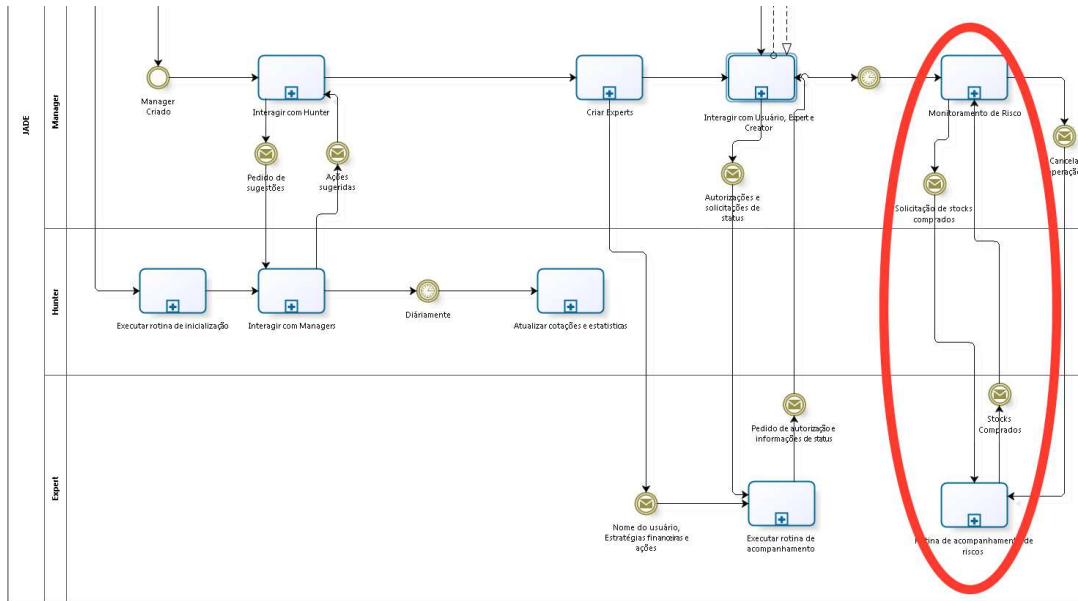 JADE
Manager
Manager
Criado
Interagir com Hunter
Criar Experts
Interagir com Usuário, Expert e
Creator
Monitoramento de Risco
Pedido de
sugestões
Ações
sugeridas
Autorizações e
solicitações de
status
Solicitação de stocks
comprados
Cancela
operação
Hunter
Executar rotina de inicialização
Interagir com Managers
Diáriamente
Atualizar cotações e estatisticas
Expert
Pedido de autorização e
informações de status
Stocks
Comprados
Nome do usuário,
Estratégias financeiras e
ações
Executar rotina de
acompanhamento
Rotina de acompanhamento de
riscos